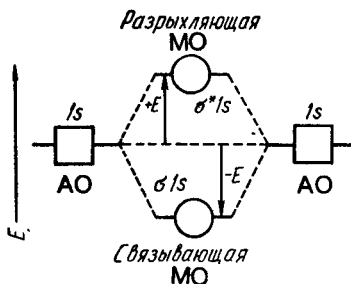 Разрыхляющая
МО
1s
+E
σ*1s
1s
АО
АО
σ1s
−E
E
Связывающая
МО